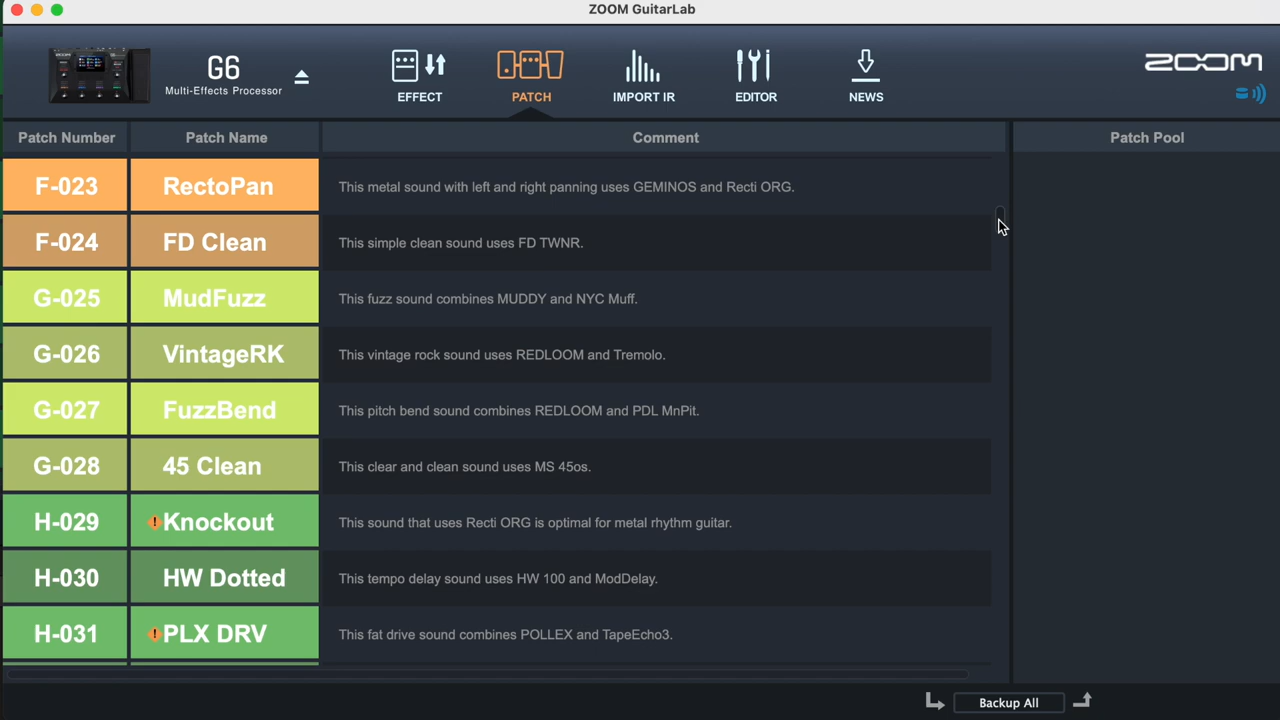 ZOOM GuitarLab
G6
Multi-Effects Processor
EFFECT
PATCH
IMPORT IR
EDITOR
NEWS
ZOOM
Patch Number Patch Name Comment Patch Pool
F-023 RectoPan This metal sound with left and right panning uses GEMINOS and Recti ORG.
F-024 FD Clean This simple clean sound uses FD TWNR.
G-025 MudFuzz This fuzz sound combines MUDDY and NYC Muff.
G-026 VintageRK This vintage rock sound uses REDLOOM and Tremolo.
G-027 FuzzBend This pitch bend sound combines REDLOOM and PDL MnPit.
G-028 45 Clean This clear and clean sound uses MS 45os.
H-029 Knockout This sound that uses Recti ORG is optimal for metal rhythm guitar.
H-030 HW Dotted This tempo delay sound uses HW 100 and ModDelay.
H-031 PLX DRV This fat drive sound combines POLLEX and TapeEcho3.
Backup All